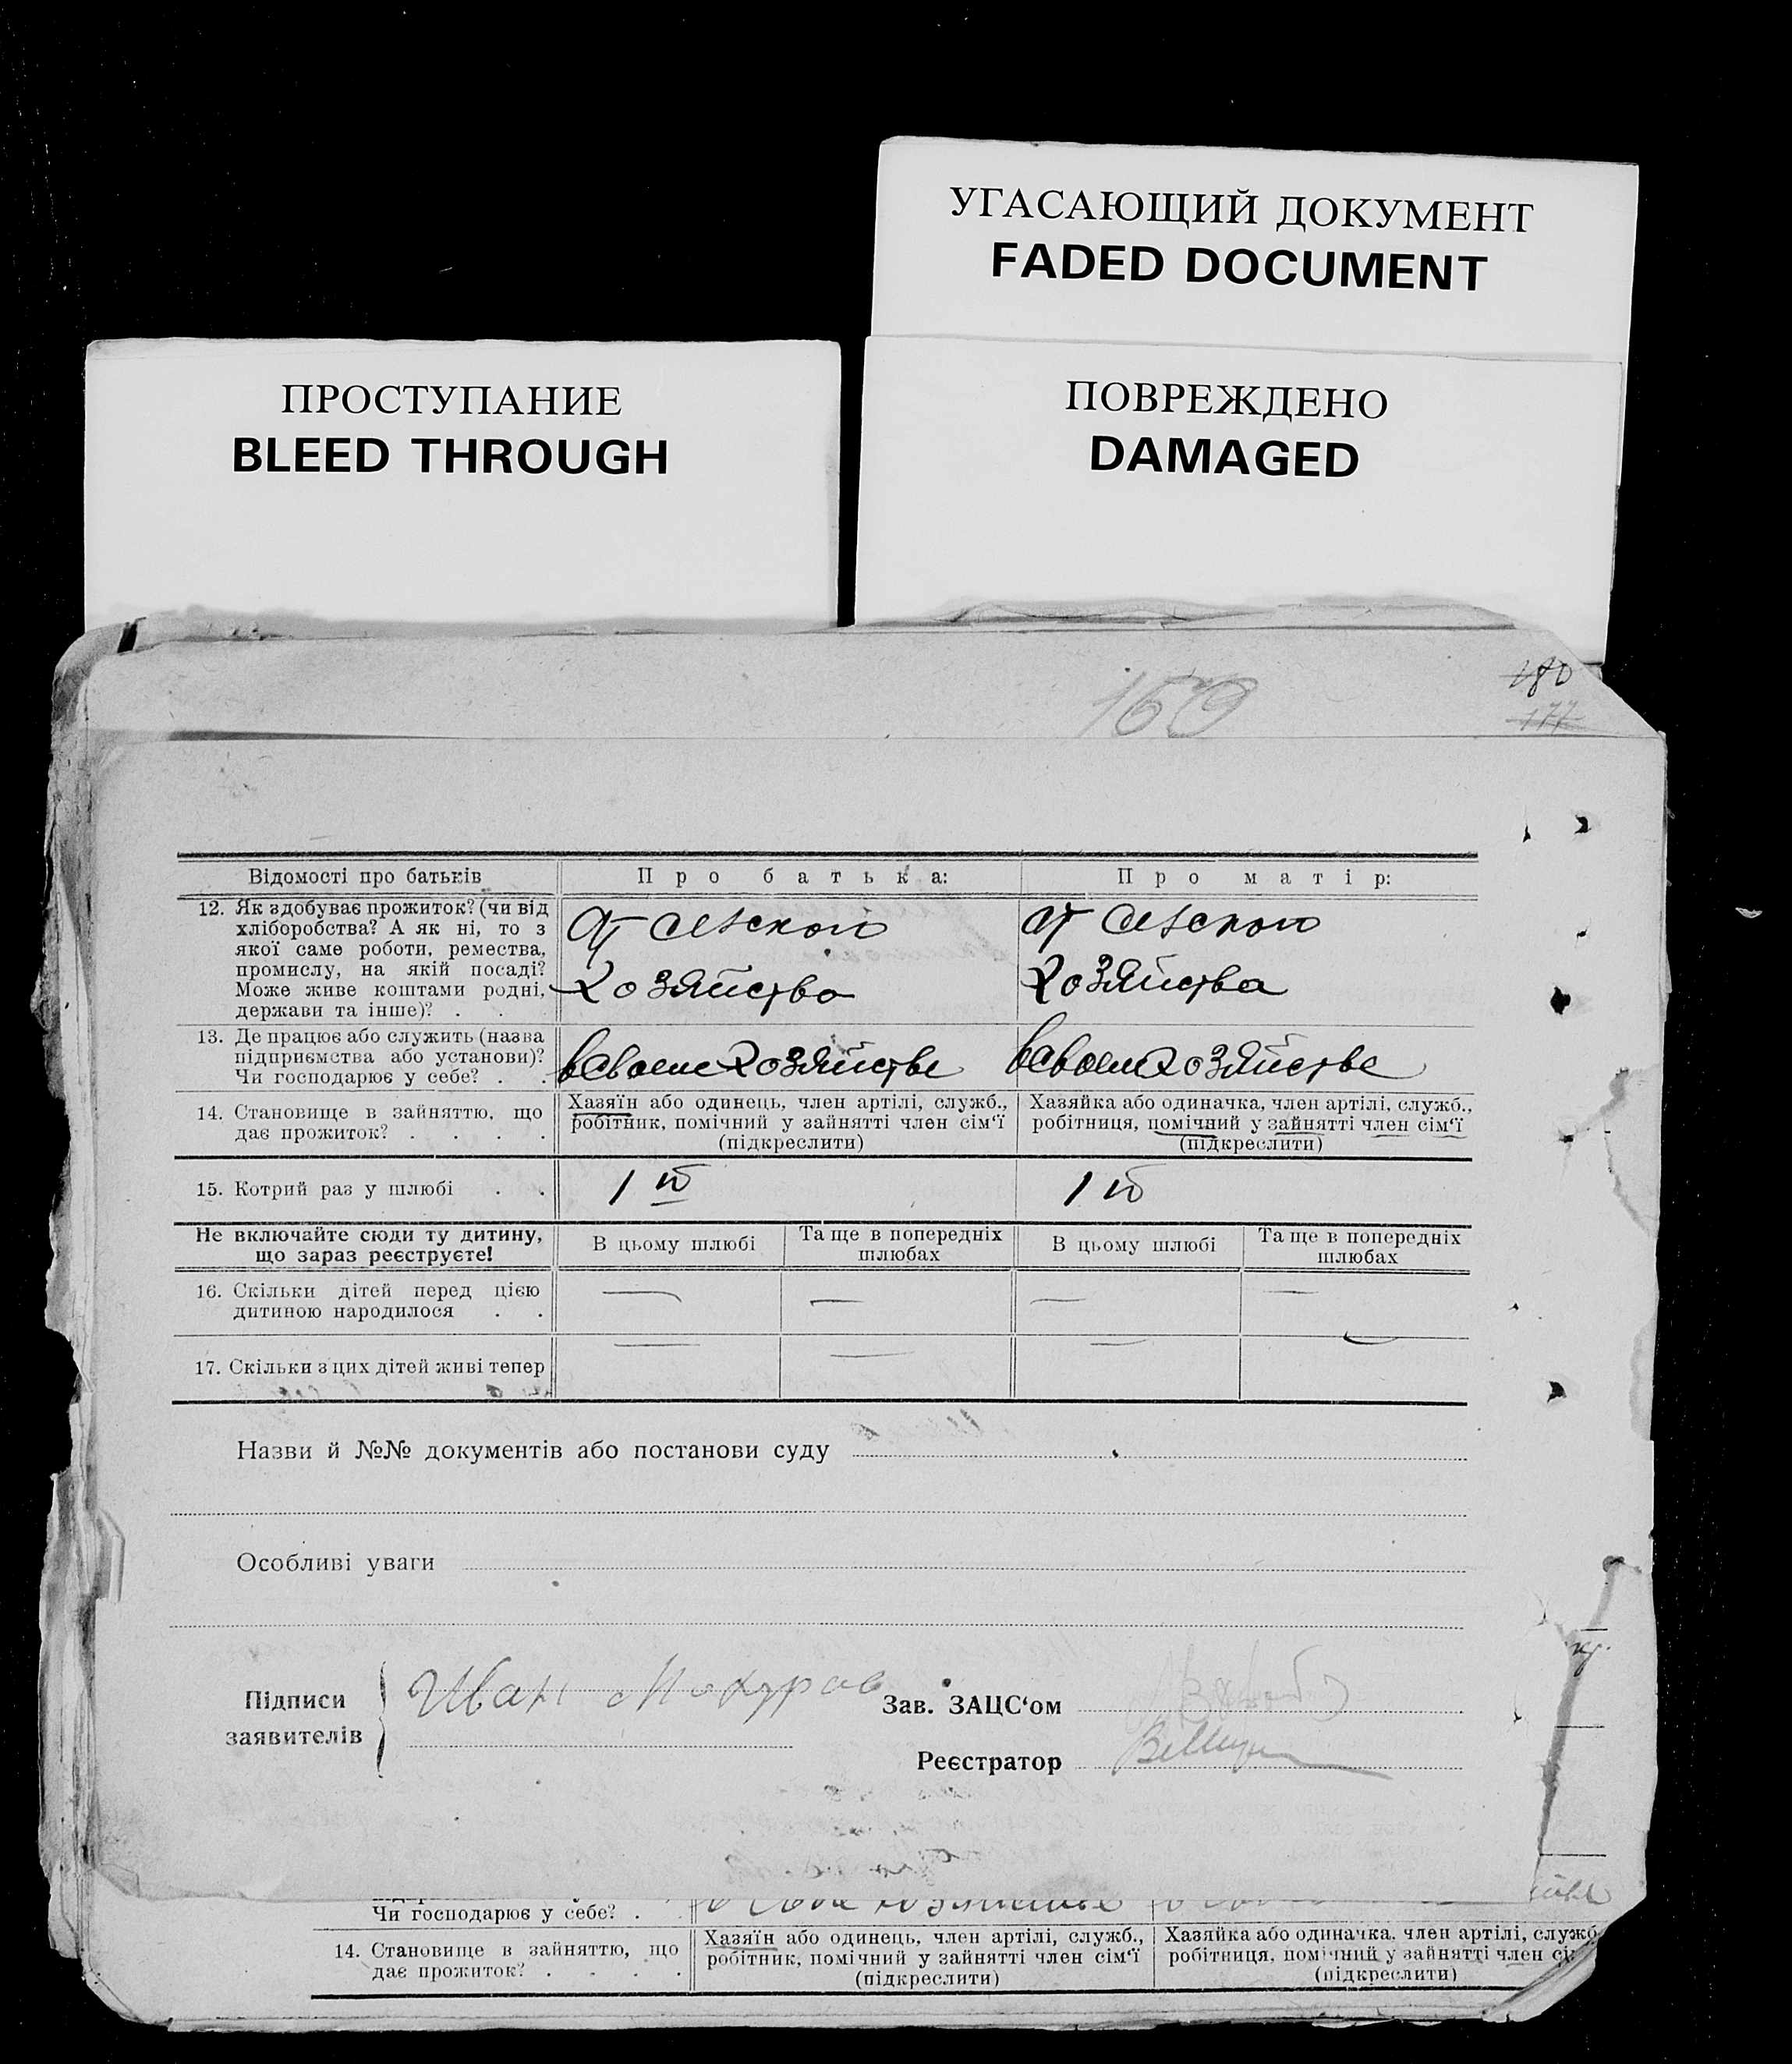 УГАСАЮЩИЙ ДОКУМЕНТ
FADED DOCUMENT
ПРОСТУПАНИЕ
BLEED THROUGH
ПОВРЕЖДЕНО
DAMAGED
180
177
Відомості про батьків
Про батька:
Про матір:
12. Як здобуває прожиток? (чи від
хліборобства? А як ні, то з
якої саме роботи, ремества,
промислу, на якій посаді?
Може живе коштами родні,
держави та інше)? . .
От сельского
хозяйства
От сельского
хозяйства
13. Де працює або служить (назва
підприємства або установи)?
Чи господарює у себе? . .
в своем хозяйстве
в своем хозяйстве
14. Становище в зайняттю, що
дає прожиток? . . . .
Хазяїн або одинець, член артілі, служб.,
робітник, помічний у зайнятті член сім'ї
(підкреслити)
Хазяйка або одиначка, член артілі, служб.,
робітниця, помічний у зайнятті член сім'ї
(підкреслити)
15. Котрий раз у шлюбі . .
1й
1й
Не включайте сюди ту дитину,
що зараз реєструєте!
В цьому шлюбі
Та ще в попередніх
шлюбах
В цьому шлюбі
Та ще в попередніх
шлюбах
16. Скільки дітей перед цією
дитиною народилося . .
—
—
—
—
17. Скільки з цих дітей живі тепер
—
—
—
—
Назви й №№ документів або постанови суду
Особливі уваги
Підписи
заявителів
Иван
Зав. ЗАЦС'ом
Реєстратор
Чи господарює у себе? . .
14. Становище в зайняттю, що
дає прожиток? . . . .
Хазяїн або одинець, член артілі, служб.,
робітник, помічний у зайнятті член сім'ї
(підкреслити)
Хазяйка або одиначка, член артілі, служб
робітниця, помічний у зайнятті член сі
(підкреслити)